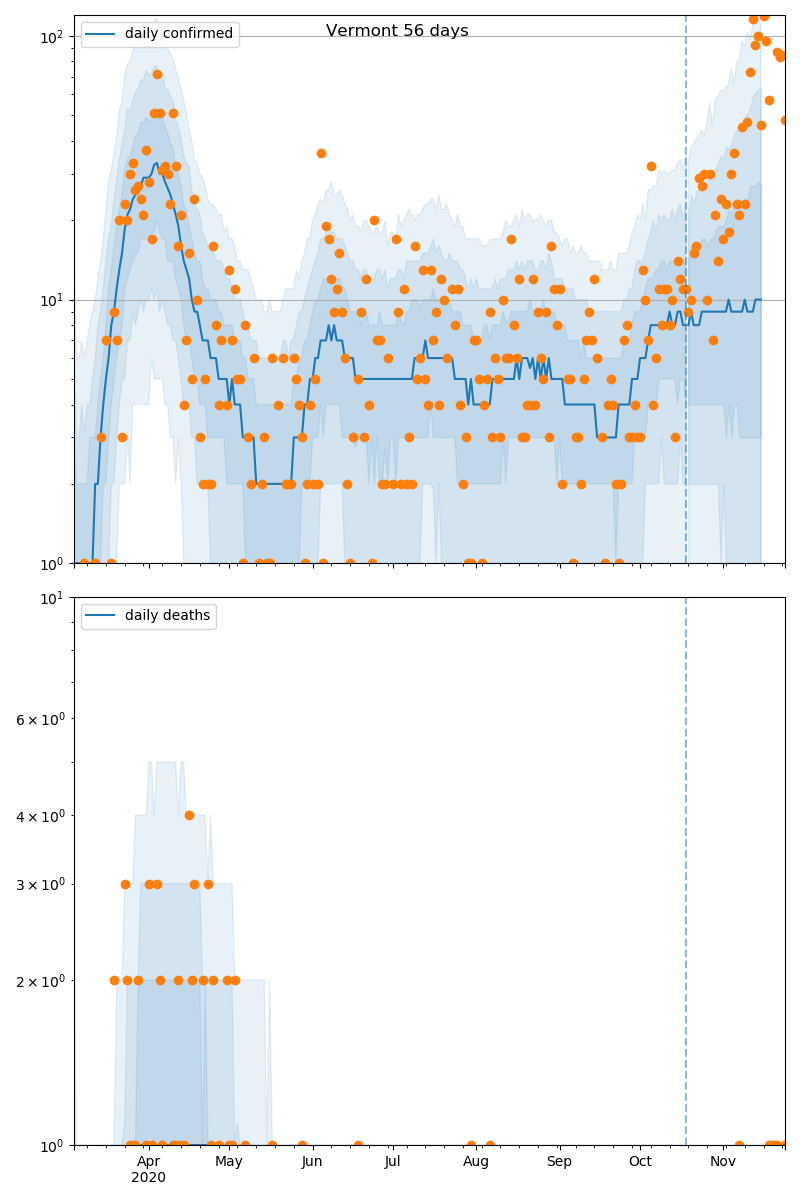 Vermont 56 days
daily confirmed
10²
10¹
10⁰
daily deaths
10¹
6 × 10⁰
4 × 10⁰
3 × 10⁰
2 × 10⁰
10⁰
Apr May Jun Jul Aug Sep Oct Nov
2020